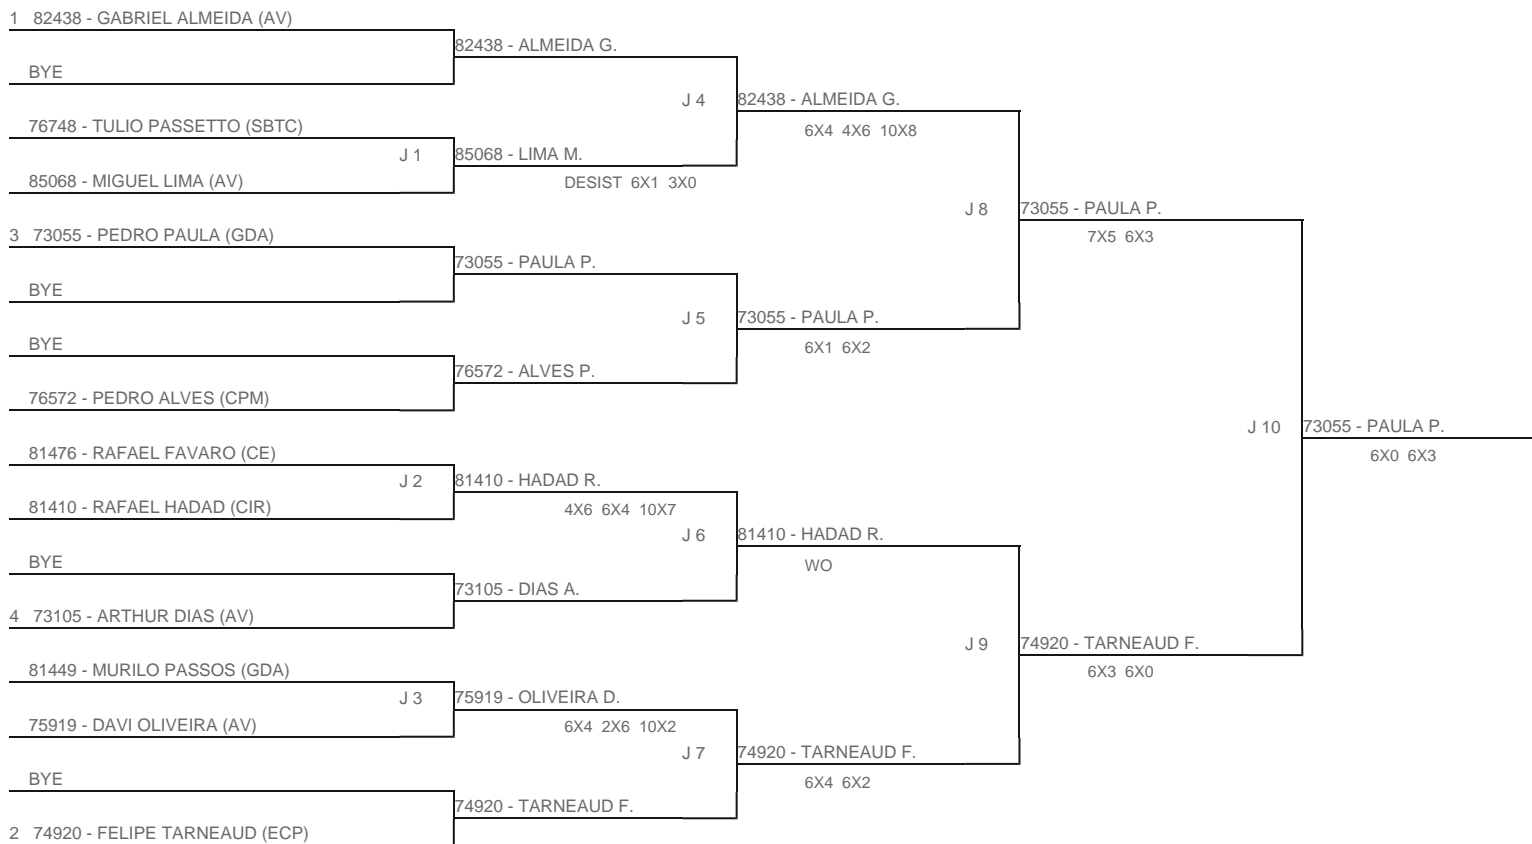 1 82438 - GABRIEL ALMEIDA (AV)
82438 - ALMEIDA G.
BYE
J 4
82438 - ALMEIDA G.
6X4 4X6 10X8
76748 - TULIO PASSETTO (SBTC)
J 1
85068 - LIMA M.
DESIST 6X1 3X0
85068 - MIGUEL LIMA (AV)
J 8
73055 - PAULA P.
7X5 6X3
3 73055 - PEDRO PAULA (GDA)
73055 - PAULA P.
BYE
J 5
73055 - PAULA P.
6X1 6X2
BYE
76572 - ALVES P.
76572 - PEDRO ALVES (CPM)
J 10
73055 - PAULA P.
6X0 6X3
81476 - RAFAEL FAVARO (CE)
J 2
81410 - HADAD R.
4X6 6X4 10X7
81410 - RAFAEL HADAD (CIR)
J 6
81410 - HADAD R.
WO
BYE
73105 - DIAS A.
4 73105 - ARTHUR DIAS (AV)
J 9
74920 - TARNEAUD F.
6X3 6X0
81449 - MURILO PASSOS (GDA)
J 3
75919 - OLIVEIRA D.
6X4 2X6 10X2
75919 - DAVI OLIVEIRA (AV)
J 7
74920 - TARNEAUD F.
6X4 6X2
BYE
74920 - TARNEAUD F.
2 74920 - FELIPE TARNEAUD (ECP)